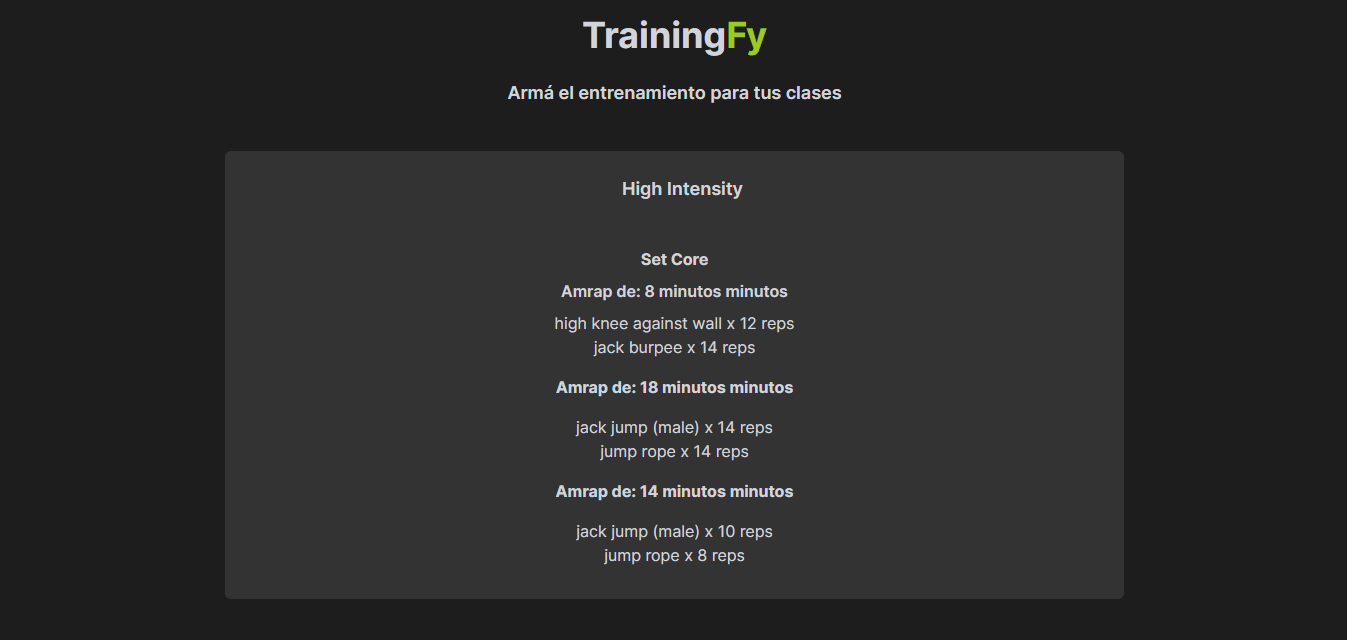 TrainingFy
Armá el entrenamiento para tus clases
High Intensity
Set Core
Amrap de: 8 minutos minutos
high knee against wall x 12 reps
jack burpee x 14 reps
Amrap de: 18 minutos minutos
jack jump (male) x 14 reps
jump rope x 14 reps
Amrap de: 14 minutos minutos
jack jump (male) x 10 reps
jump rope x 8 reps